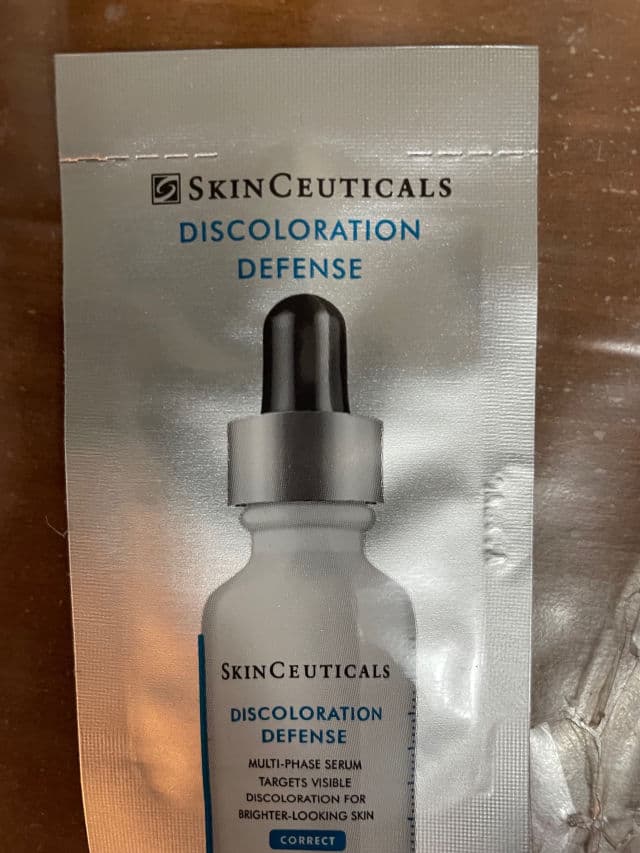 SKINCEUTICALS
DISCOLORATION
DEFENSE
SKINCEUTICALS
DISCOLORATION
DEFENSE
MULTI-PHASE SERUM
TARGETS VISIBLE
DISCOLORATION FOR
BRIGHTER-LOOKING SKIN
CORRECT